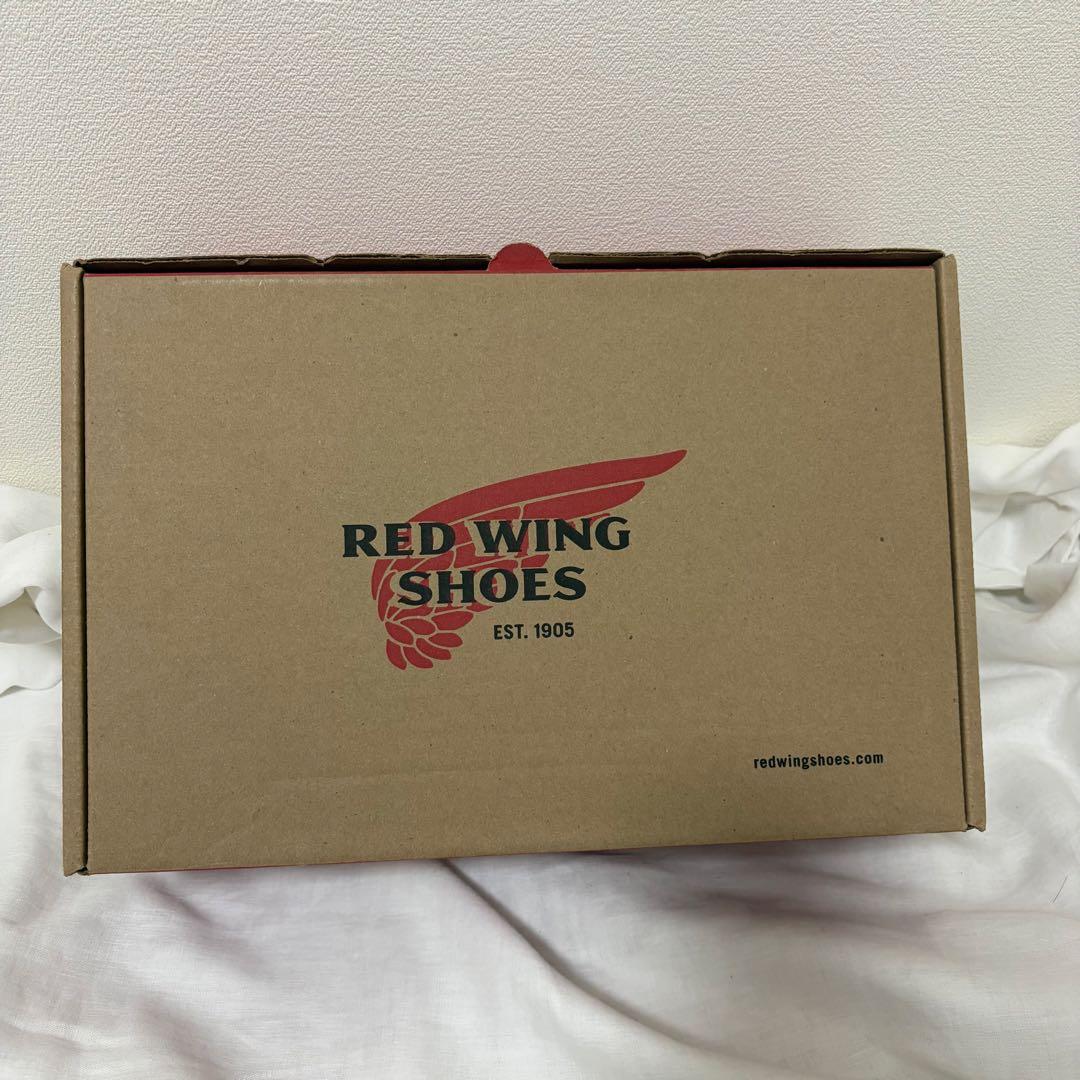 RED WING
SHOES
EST. 1905
redwingshoes.com